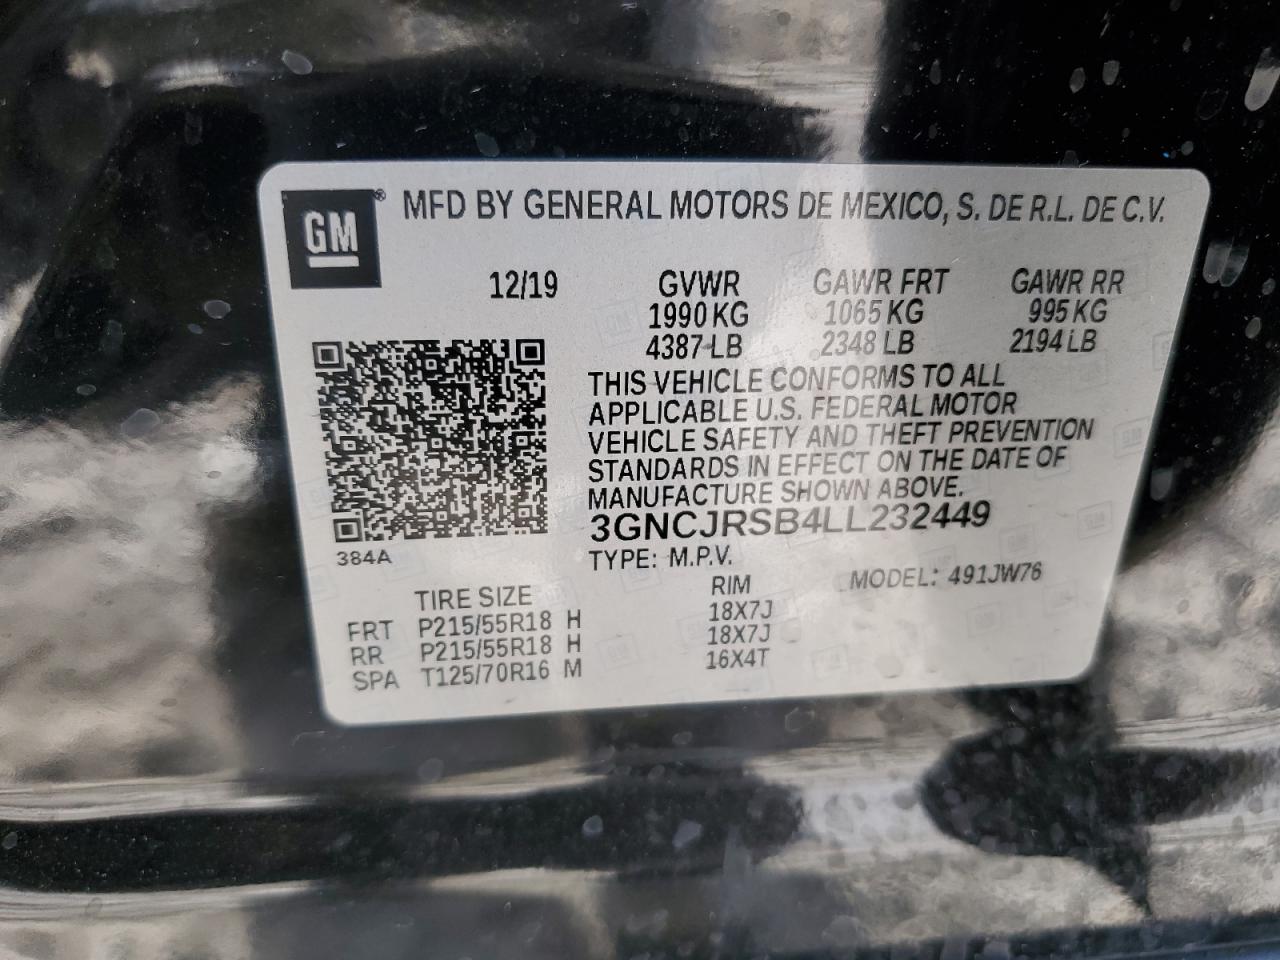 GM® MFD BY GENERAL MOTORS DE MEXICO, S. DE R.L. DE C.V.
12/19 GVWR GAWR FRT GAWR RR
1990 KG 1065 KG 995 KG
4387 LB 2348 LB 2194 LB
THIS VEHICLE CONFORMS TO ALL
APPLICABLE U.S. FEDERAL MOTOR
VEHICLE SAFETY AND THEFT PREVENTION
STANDARDS IN EFFECT ON THE DATE OF
MANUFACTURE SHOWN ABOVE.
3GNCJRSB4LL232449
384A TYPE: M.P.V.
TIRE SIZE RIM MODEL: 491JW76
FRT P215/55R18 H 18X7J
RR P215/55R18 H 18X7J
SPA T125/70R16 M 16X4T